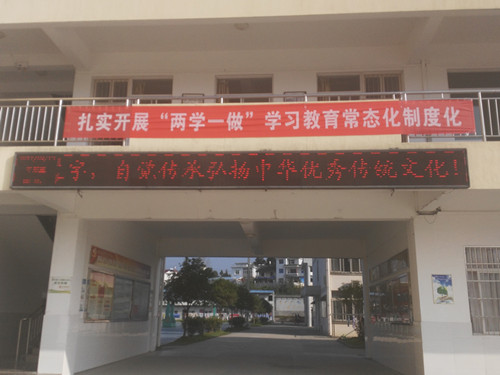 扎实开展“两学一做”学习教育常态化制度化
字，自觉传承弘扬中华优秀传统文化！